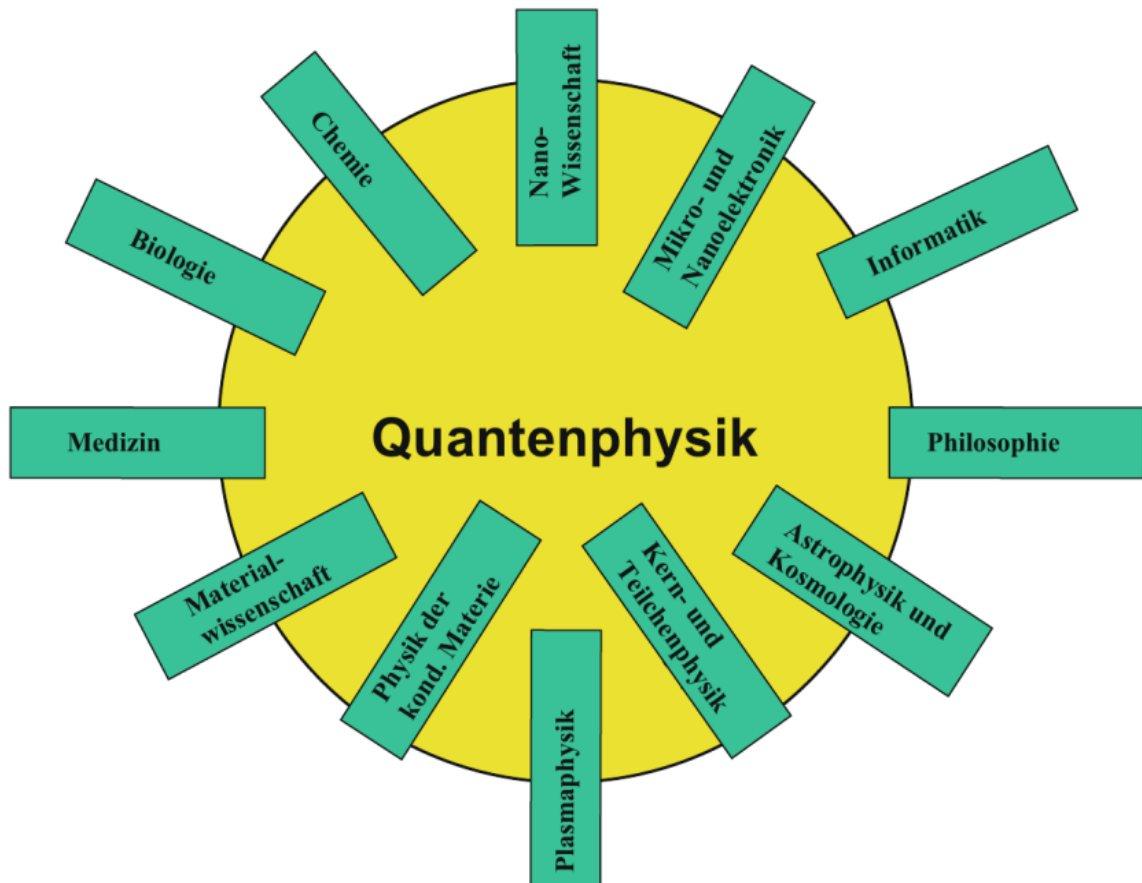 Nano-
Wissenschaft
Mikro- und
Nanoelektronik
Chemie
Informatik
Biologie
Quantenphysik
Medizin
Philosophie
Astrophysik und
Kosmologie
Material-
wissenschaft
Physik der
kond. Materie
Kern- und
Teilchenphysik
Plasmaphysik